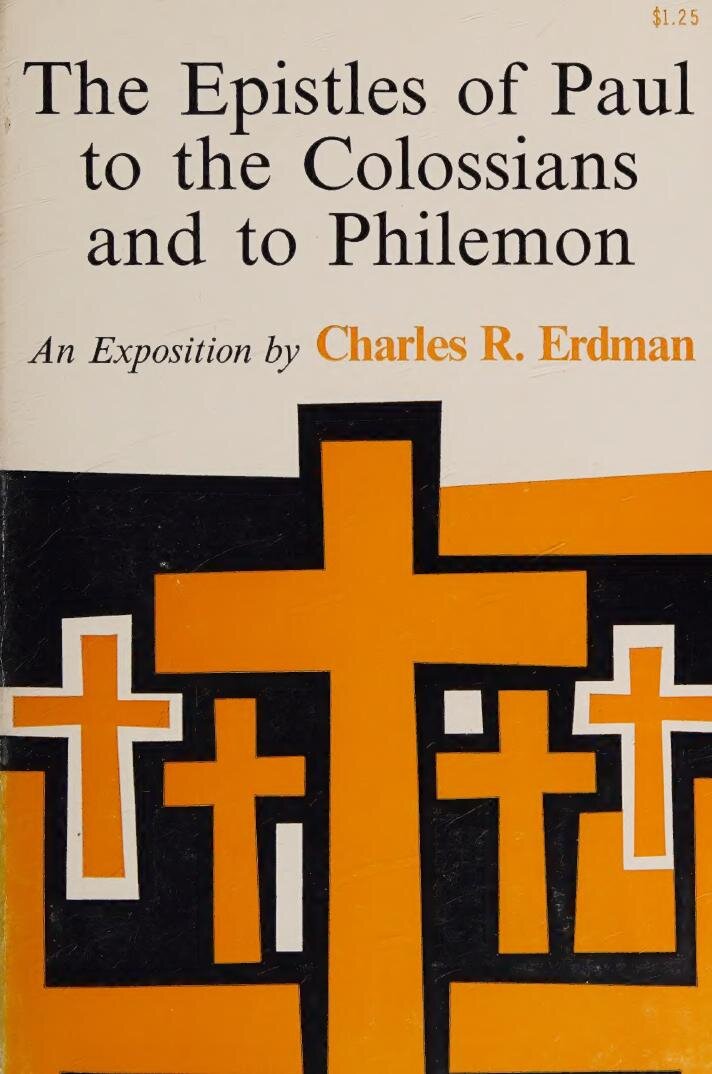 $1.25
The Epistles of Paul
to the Colossians
and to Philemon
An Exposition by Charles R. Erdman